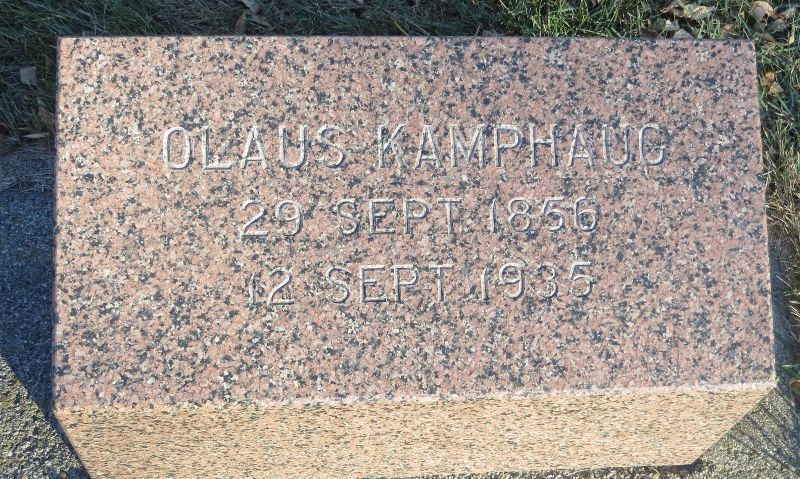 OLAUS KAMPHAUG
29 SEPT. 1856
12 SEPT. 1935